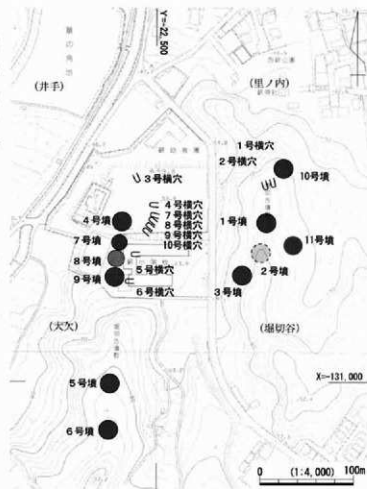 Y=-22,500
(井手)
(里ノ内)
1号横穴
2号横穴
10号墳
3号横穴
4号横穴
7号横穴
8号横穴
9号横穴
10号横穴
4号墳
7号墳
8号墳
9号墳
5号横穴
6号横穴
1号墳
11号墳
2号墳
3号墳
(大欠)
(堀切谷)
5号墳
6号墳
X=-131,000
0 (1:4,000) 100m